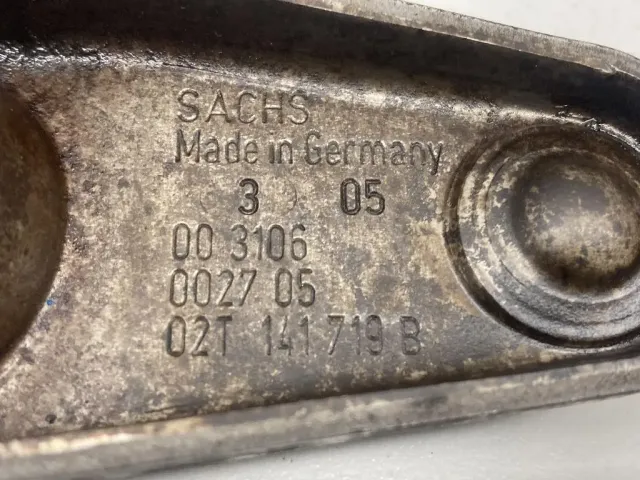 SACHS
Made in Germany
3 05
00 3106
0027 05
02T 141 719 B